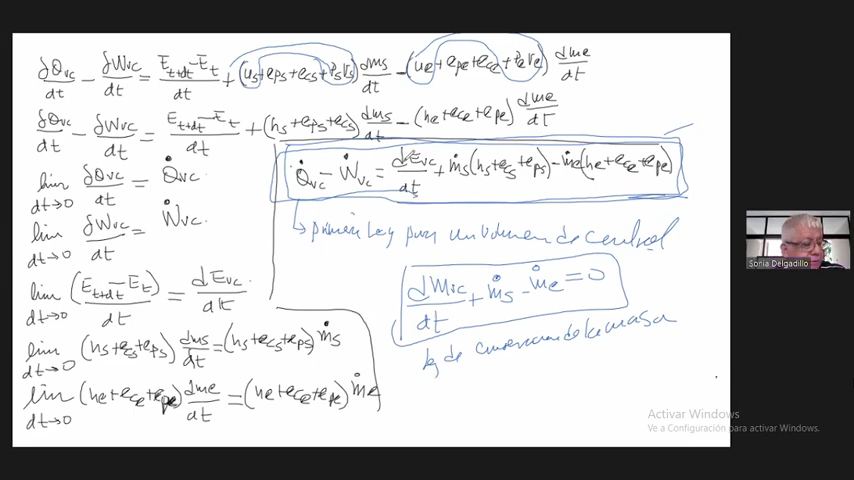 δQvc/dt − δWvc/dt = (Et+dt − Et)/dt + (us+eps+ecs+Psvs) dms/dt − (ue+epe+ece+Peve) dme/dt
δQvc/dt − δWvc/dt = (Et+dt − Et)/dt + (hs+eps+ecs) dms/dt − (he+ece+epe) dme/dt
Q̇vc − Ẇvc = dEvc/dt + ṁs(hs+ecs+eps) − ṁe(he+ece+epe)
lim dt→0 δQvc/dt = Q̇vc.
primera Ley para un volumen de control
lim dt→0 δWvc/dt = Ẇvc.
lim dt→0 ((Et+dt − Et)/dt) = dEvc/dt
dMvc/dt + ṁs − ṁe = 0
ley de conservacion de la masa
lim dt→0 (hs+ecs+eps) dms/dt = (hs+ecs+eps) ṁs
lim dt→0 (he+ece+epe) dme/dt = (he+ece+epe) ṁe
Sonia Delgadillo
Activar Windows
Ve a Configuración para activar Windows.